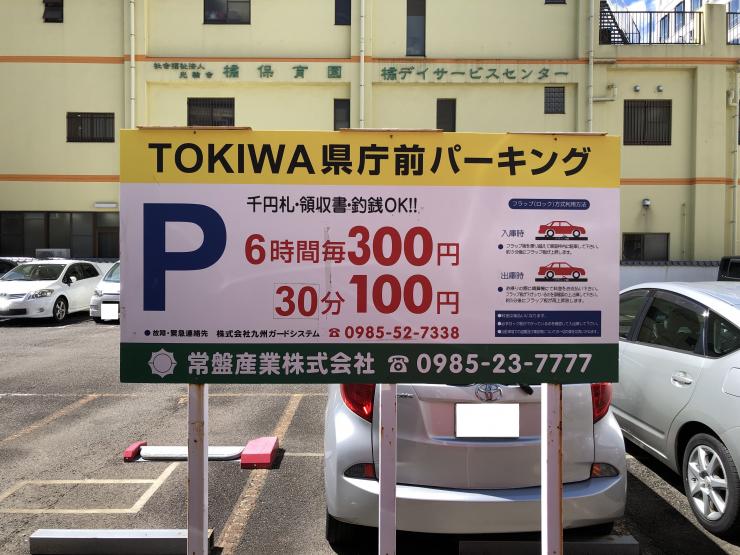 社会福祉法人
橘保育園
橘デイサービスセンター
TOKIWA県庁前パーキング
P
千円札・領収書・釣銭OK!!
6時間毎300円
30分100円
フラップ(ロック)方式利用方法
入庫時
出庫時
●故障・緊急連絡先 株式会社九州ガードシステム ☎0985-52-7338
常盤産業株式会社 ☎0985-23-7777